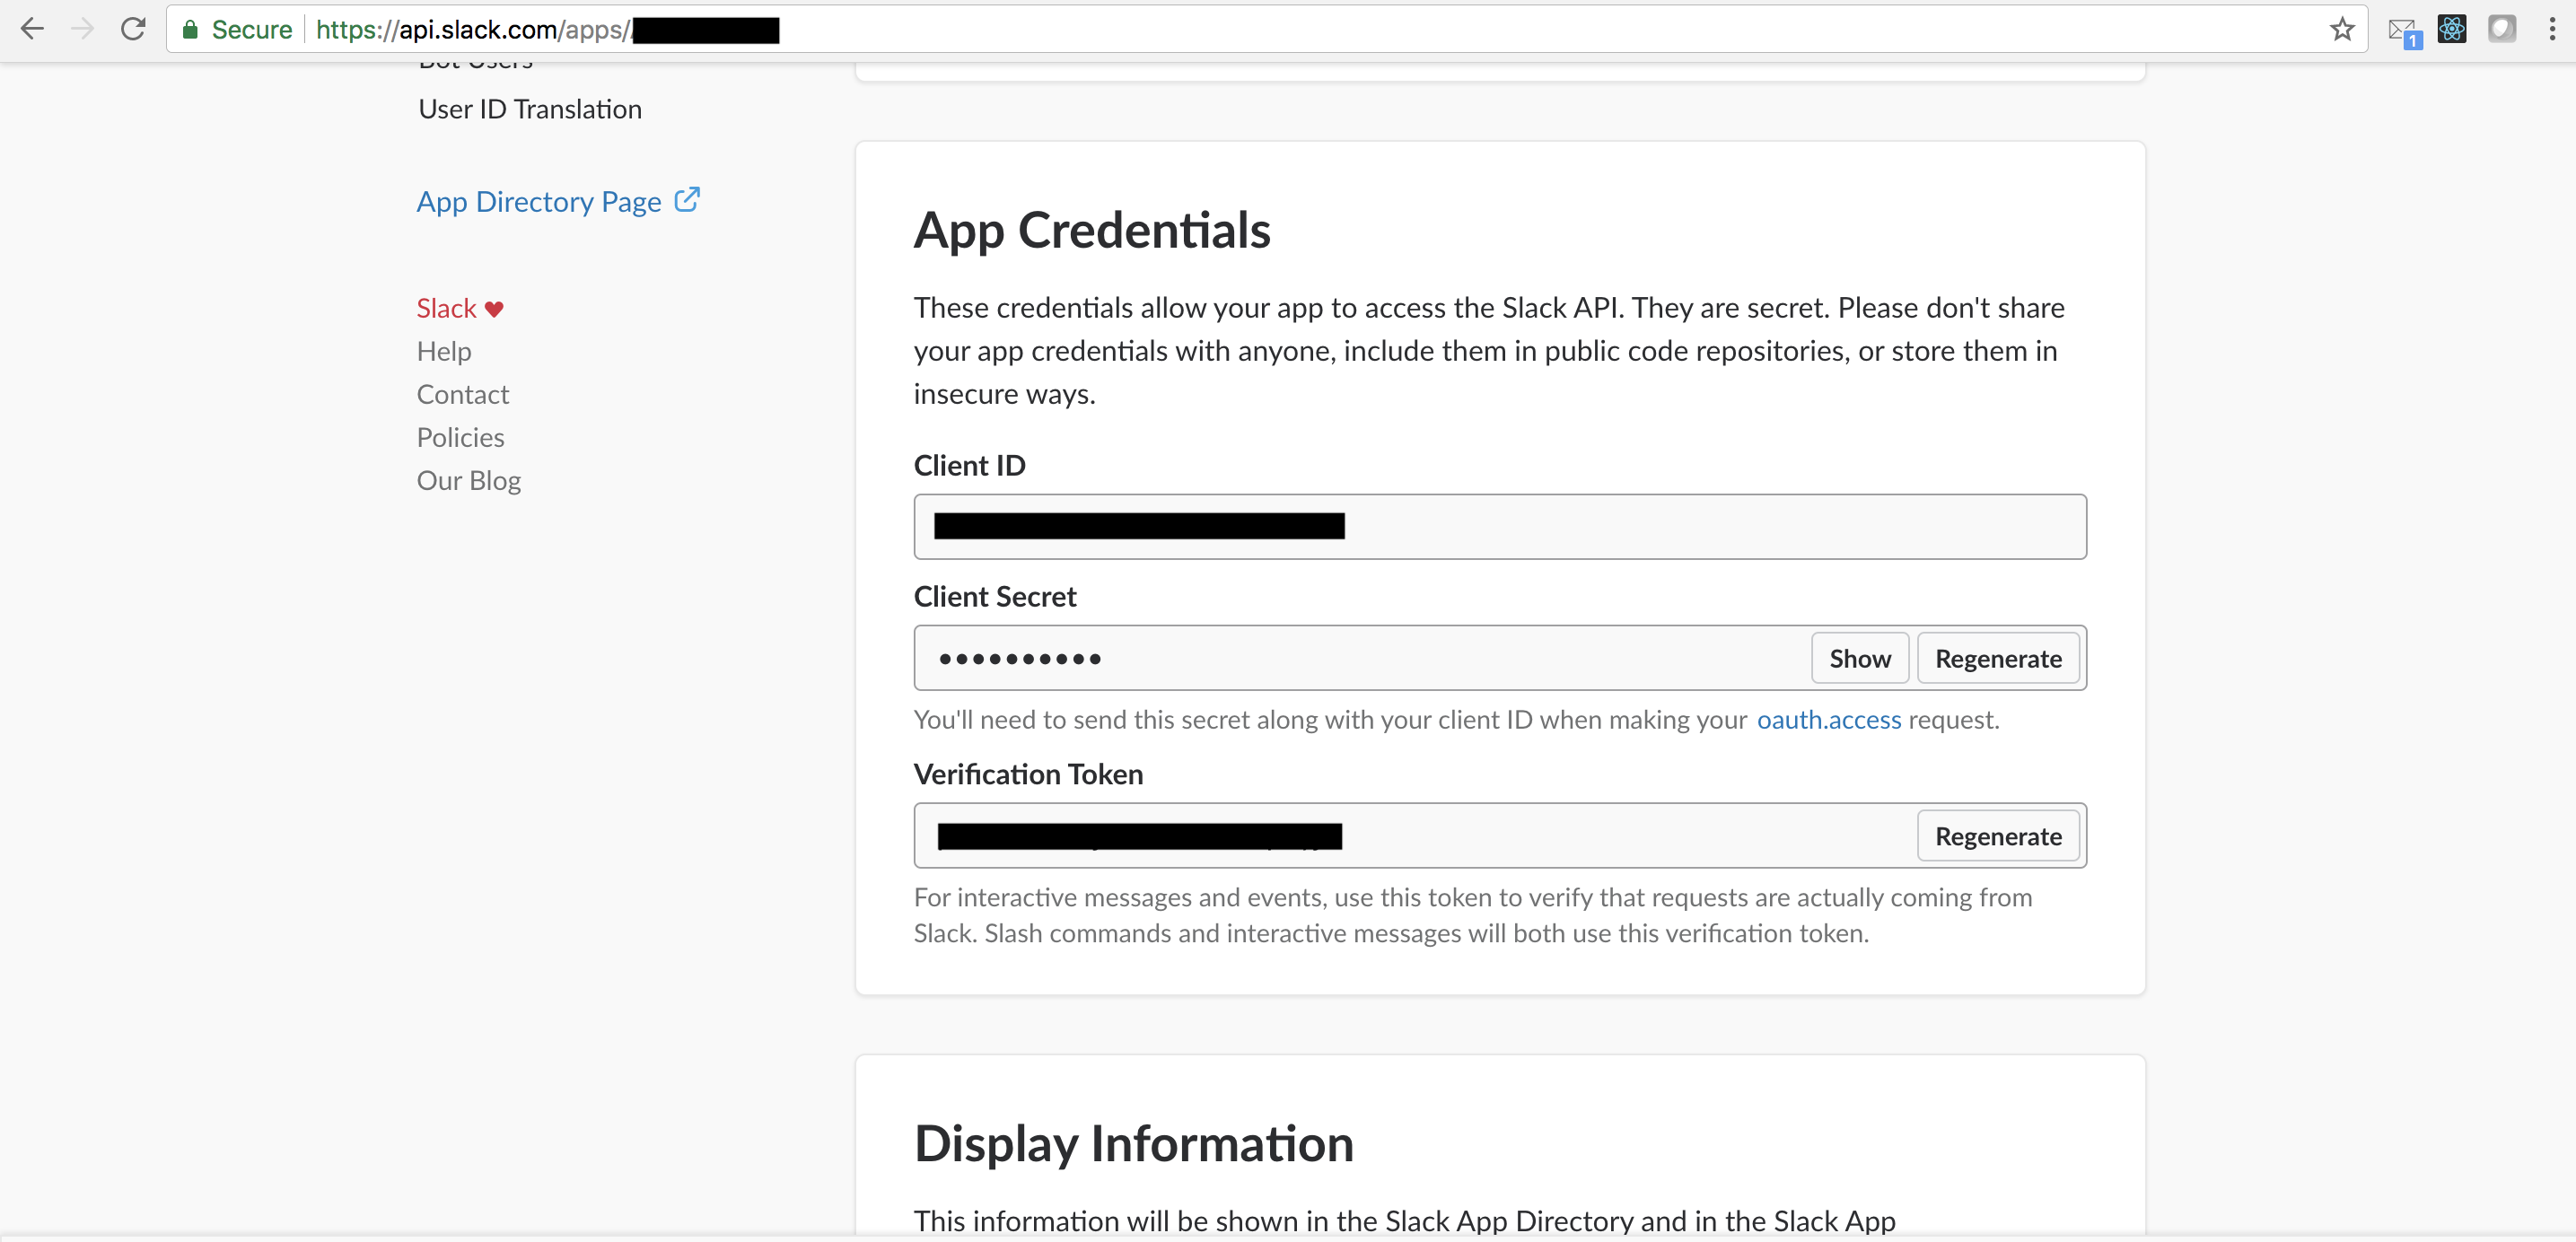 Secure https://api.slack.com/apps/
1
Bot Users
User ID Translation
App Directory Page
Slack ♥
Help
Contact
Policies
Our Blog
App Credentials
These credentials allow your app to access the Slack API. They are secret. Please don't share
your app credentials with anyone, include them in public code repositories, or store them in
insecure ways.
Client ID
Client Secret
••••••••••
Show
Regenerate
You'll need to send this secret along with your client ID when making your oauth.access request.
Verification Token
Regenerate
For interactive messages and events, use this token to verify that requests are actually coming from
Slack. Slash commands and interactive messages will both use this verification token.
Display Information
This information will be shown in the Slack App Directory and in the Slack App